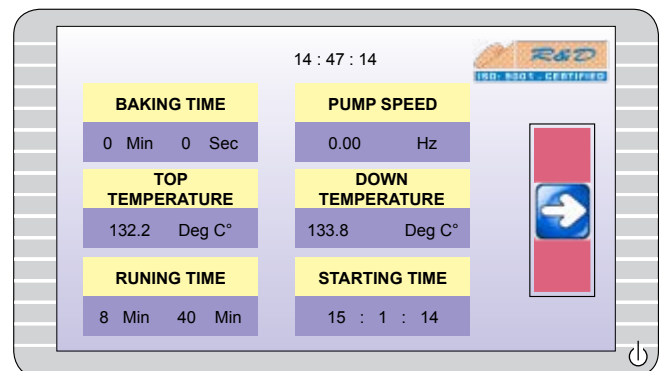 14 : 47 : 14
R&D
ISO- 9001 - CERTIFIED
BAKING TIME
PUMP SPEED
0 Min 0 Sec
0.00 Hz
TOP
TEMPERATURE
DOWN
TEMPERATURE
132.2 Deg C°
133.8 Deg C°
RUNING TIME
STARTING TIME
8 Min 40 Min
15 : 1 : 14